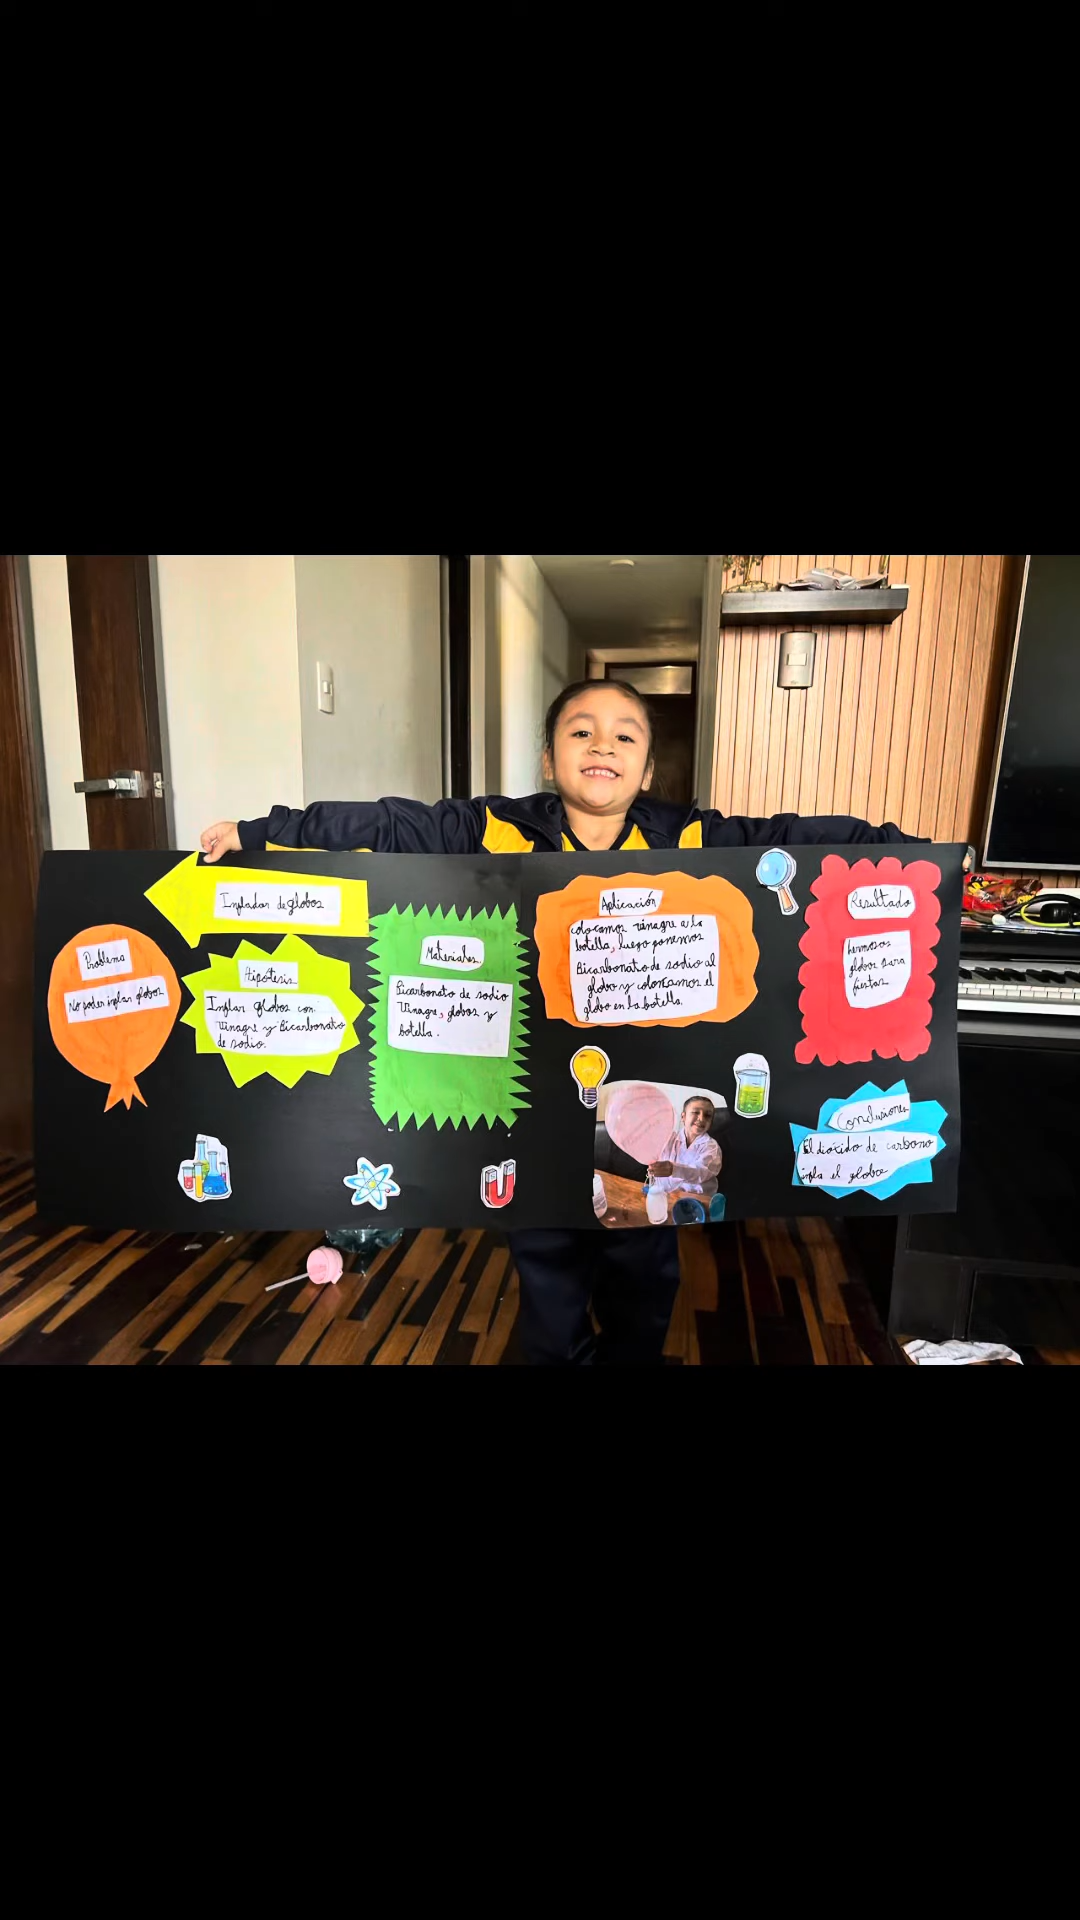 Inflador de globos
Problema
No poder inflar globos
Hipótesis
Inflar globos con
Vinagre y Bicarbonato
de sodio.
Materiales
Bicarbonato de sodio
Vinagre, globos y
botella.
Aplicación
colocamos vinagre a la
botella, luego ponemos
Bicarbonato de sodio al
globo y colocamos el
globo en la botella.
Resultado
hermosos
globos para
fiestas
Conclusiones
El dióxido de carbono
infla el globo